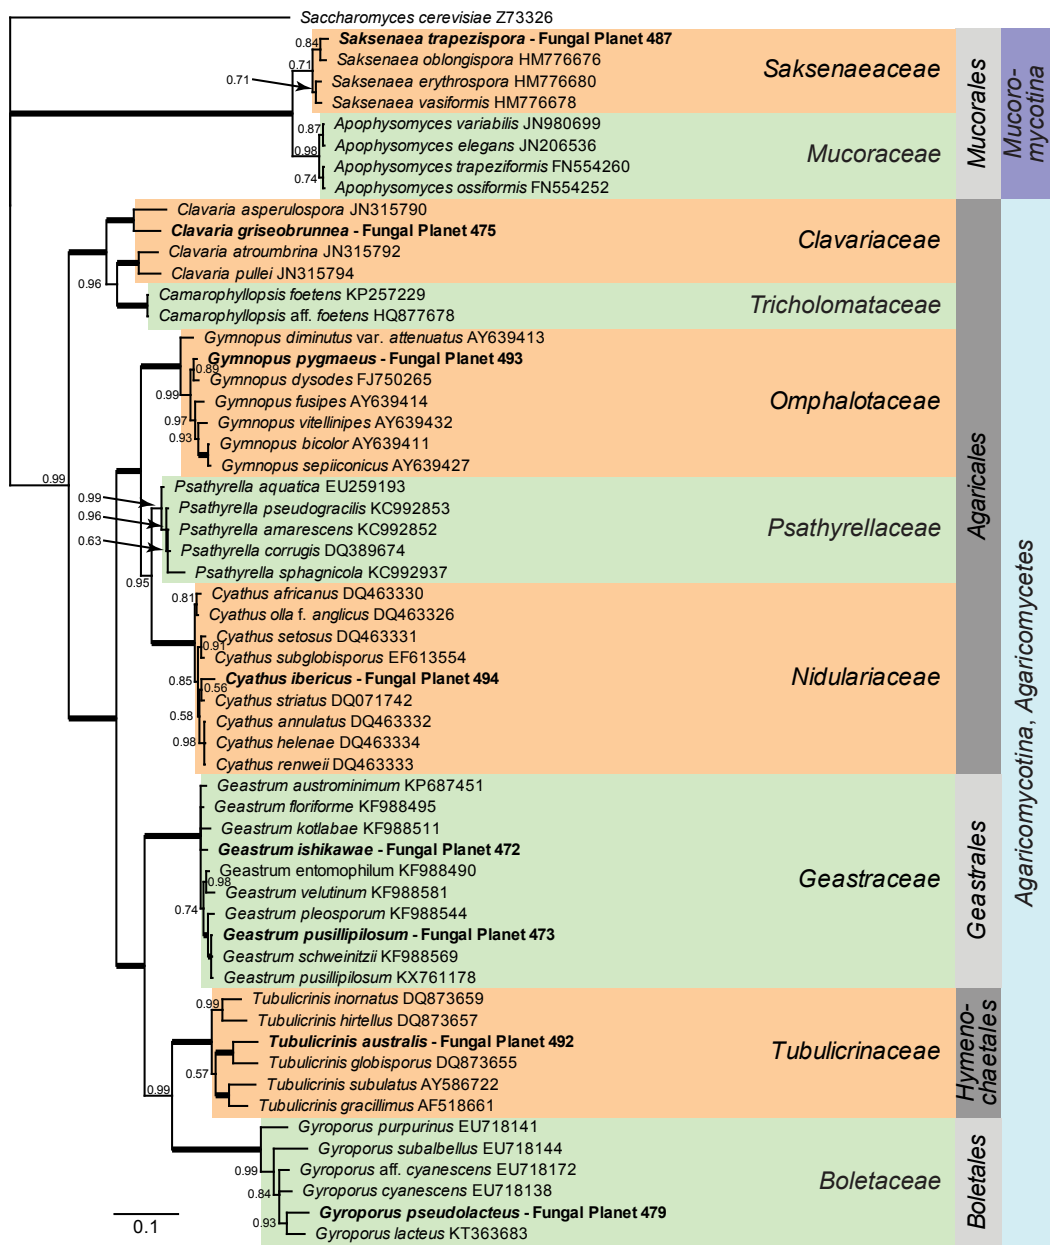 Saccharomyces cerevisiae Z73326
0.84
Saksenaea trapezispora - Fungal Planet 487
0.71
Saksenaea oblongispora HM776676
0.71
Saksenaea erythrospora HM776680
Saksenaea vasiformis HM776678
Saksenaeaceae
0.87
Apophysomyces variabilis JN980699
Apophysomyces elegans JN206536
0.98
Apophysomyces trapeziformis FN554260
0.74
Apophysomyces ossiformis FN554252
Mucoraceae
Mucorales
Mucoro-
mycotina
Clavaria asperulospora JN315790
Clavaria griseobrunnea - Fungal Planet 475
Clavaria atroumbrina JN315792
Clavaria pullei JN315794
Clavariaceae
0.96
Camarophyllopsis foetens KP257229
Camarophyllopsis aff. foetens HQ877678
Tricholomataceae
Gymnopus diminutus var. attenuatus AY639413
Gymnopus pygmaeus - Fungal Planet 493
0.89
Gymnopus dysodes FJ750265
0.99
Gymnopus fusipes AY639414
0.97
Gymnopus vitellinipes AY639432
0.93
Gymnopus bicolor AY639411
Gymnopus sepiiconicus AY639427
Omphalotaceae
0.99
Psathyrella aquatica EU259193
0.99
Psathyrella pseudogracilis KC992853
0.96
Psathyrella amarescens KC992852
0.63
Psathyrella corrugis DQ389674
Psathyrella sphagnicola KC992937
Psathyrellaceae
0.95
0.81
Cyathus africanus DQ463330
Cyathus olla f. anglicus DQ463326
Cyathus setosus DQ463331
0.91
Cyathus subglobisporus EF613554
0.85
Cyathus ibericus - Fungal Planet 494
0.56
Cyathus striatus DQ071742
0.58
Cyathus annulatus DQ463332
0.98
Cyathus helenae DQ463334
Cyathus renweii DQ463333
Nidulariaceae
Agaricales
Geastrum austrominimum KP687451
Geastrum floriforme KF988495
Geastrum kotlabae KF988511
Geastrum ishikawae - Fungal Planet 472
Geastrum entomophilum KF988490
0.98
Geastrum velutinum KF988581
0.74
Geastrum pleosporum KF988544
Geastrum pusillipilosum - Fungal Planet 473
Geastrum schweinitzii KF988569
Geastrum pusillipilosum KX761178
Geastraceae
Geastrales
0.99
Tubulicrinis inornatus DQ873659
Tubulicrinis hirtellus DQ873657
Tubulicrinis australis - Fungal Planet 492
Tubulicrinis globisporus DQ873655
0.57
Tubulicrinis subulatus AY586722
Tubulicrinis gracillimus AF518661
Tubulicrinaceae
Hymeno-
chaetales
0.99
Gyroporus purpurinus EU718141
Gyroporus subalbellus EU718144
0.99
Gyroporus aff. cyanescens EU718172
0.84
Gyroporus cyanescens EU718138
0.93
Gyroporus pseudolacteus - Fungal Planet 479
Gyroporus lacteus KT363683
Boletaceae
Boletales
Agaricomycotina, Agaricomycetes
0.1